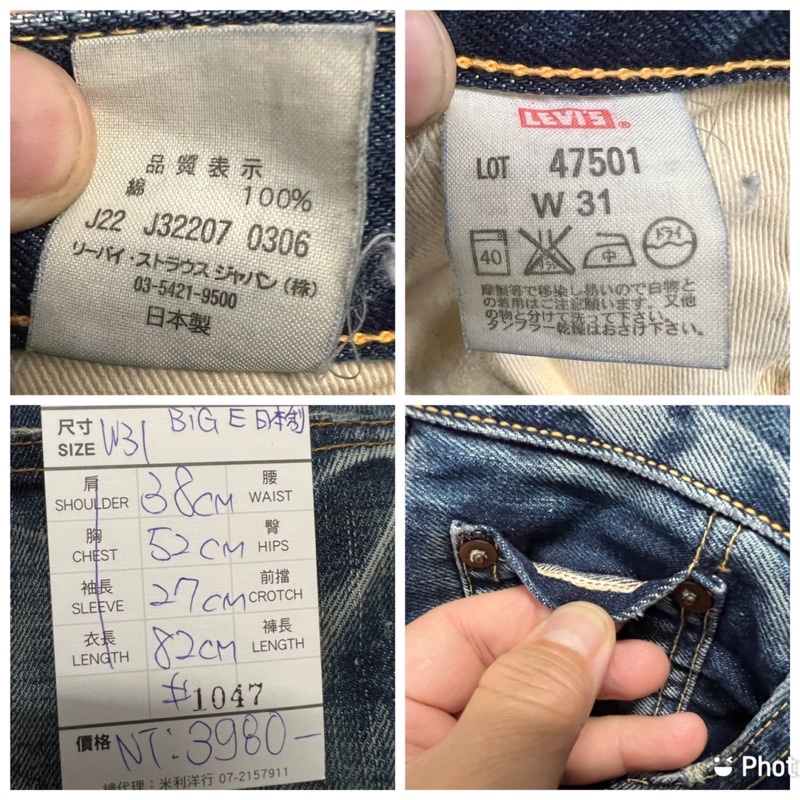 品質表示
綿 100%
J22 J32207 0306
リーバイ・ストラウス ジャパン(株)
03-5421-9500
日本製
LEVI'S®
LOT 47501
W 31
40 中 ドライ
摩製等で移染し易いので白物と
の着用はご注意願います。又他
の物と分けて洗って下さい。
タンブラー乾燥はおさけ下さい。
尺寸 SIZE W31 BIG E 日本制
肩 SHOULDER 38CM 腰 WAIST
胸 CHEST 52CM 臀 HIPS
袖長 SLEEVE 27CM 前擋 CROTCH
衣長 LENGTH 82CM 褲長 LENGTH
#1047
價格 NT:3980-
總代理:米利洋行 07-2157911
Phot